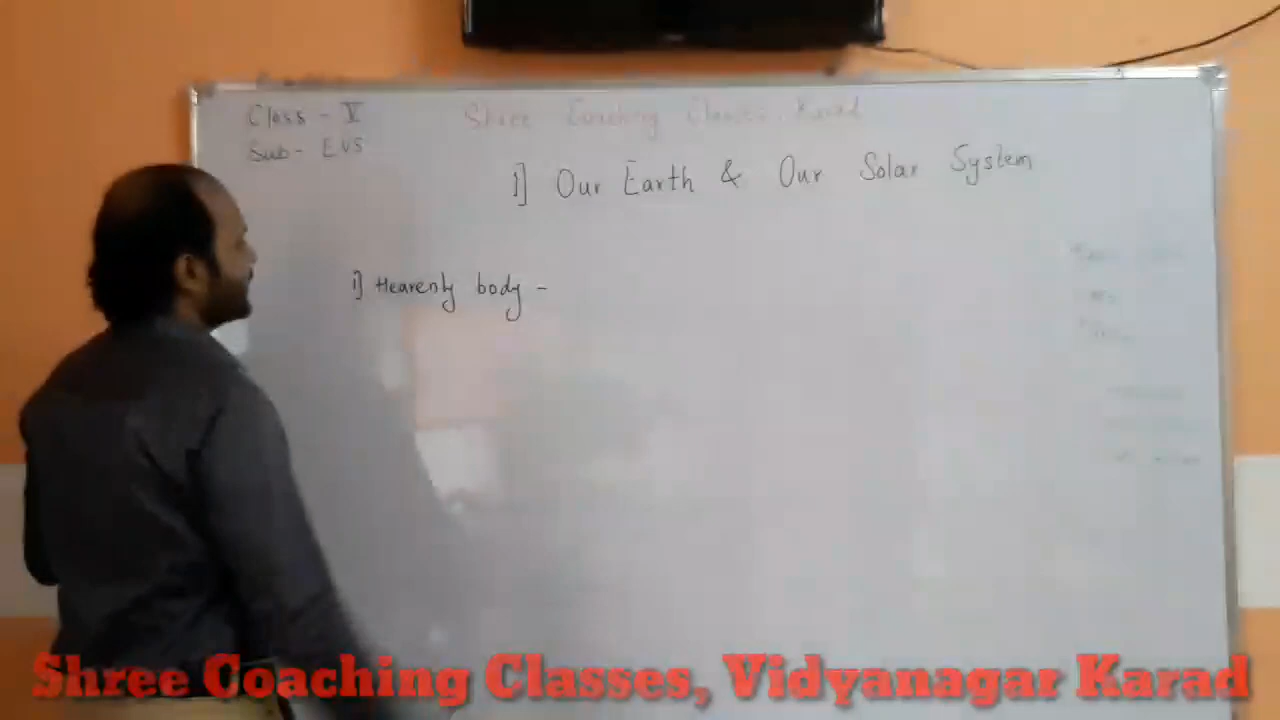 Class - V Shree Coaching Classes, Karad
Sub - EVS
1] Our Earth & Our Solar System
1] Heavenly body -
Shree Coaching Classes, Vidyanagar Karad